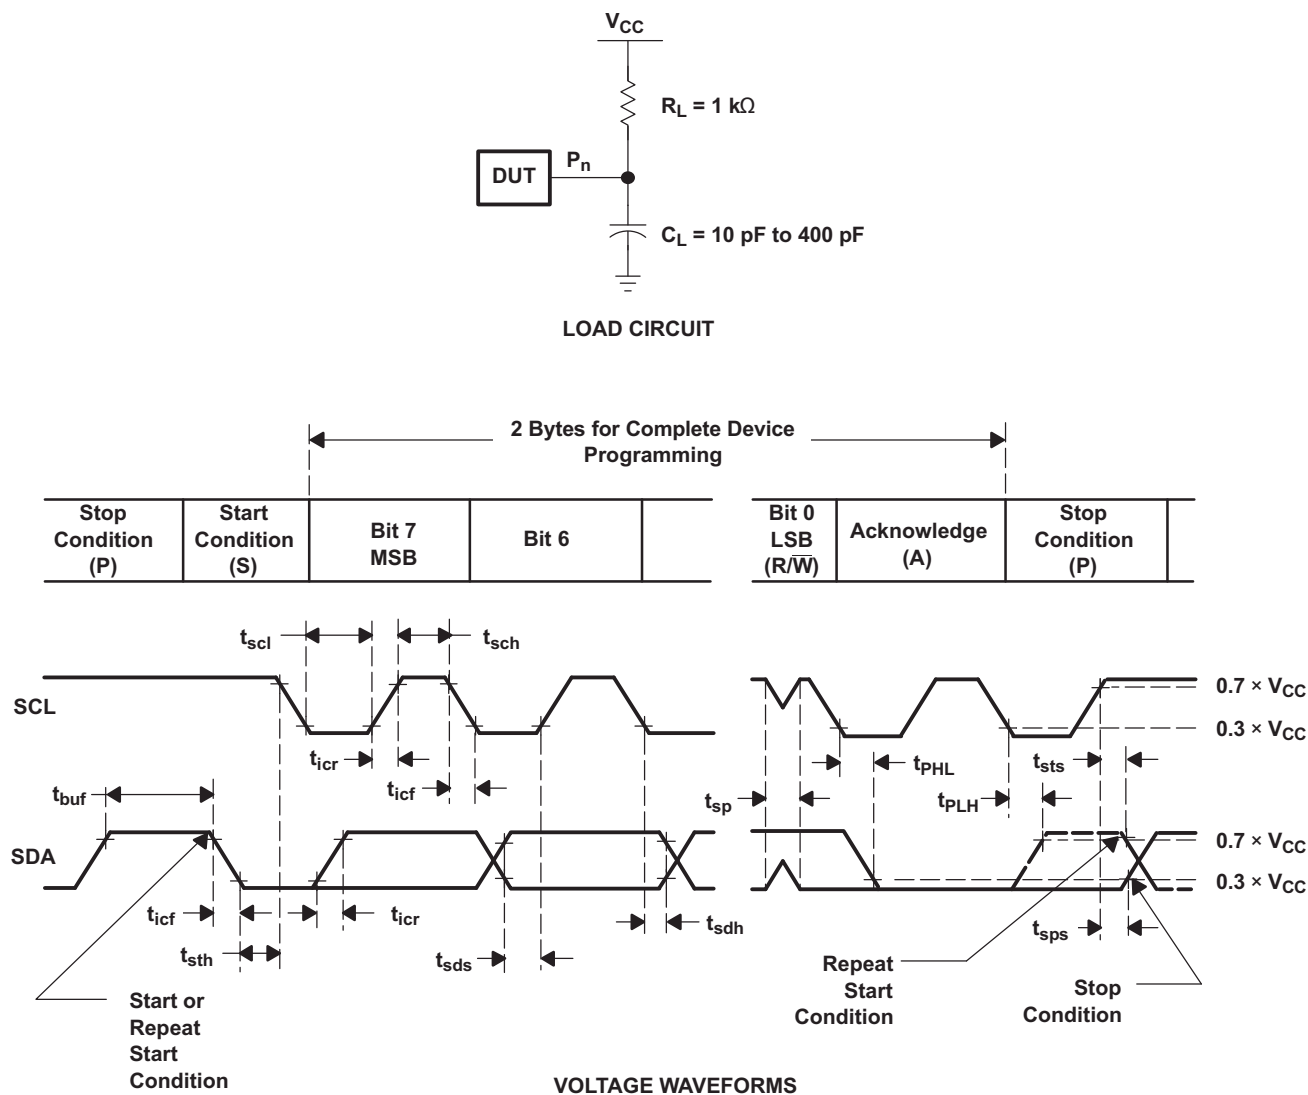 VCC
RL = 1 kΩ
DUT
Pn
CL = 10 pF to 400 pF
LOAD CIRCUIT
2 Bytes for Complete Device
Programming
Stop
Condition
(P)
Start
Condition
(S)
Bit 7
MSB
Bit 6
Bit 0
LSB
(R/W̅)
Acknowledge
(A)
Stop
Condition
(P)
tscl
tsch
SCL
0.7 × VCC
0.3 × VCC
ticr
ticf
tPHL
tsts
tbuf
tsp
tPLH
SDA
0.7 × VCC
0.3 × VCC
ticf
ticr
tsdh
tsth
tsds
tsps
Start or
Repeat
Start
Condition
Repeat
Start
Condition
Stop
Condition
VOLTAGE WAVEFORMS